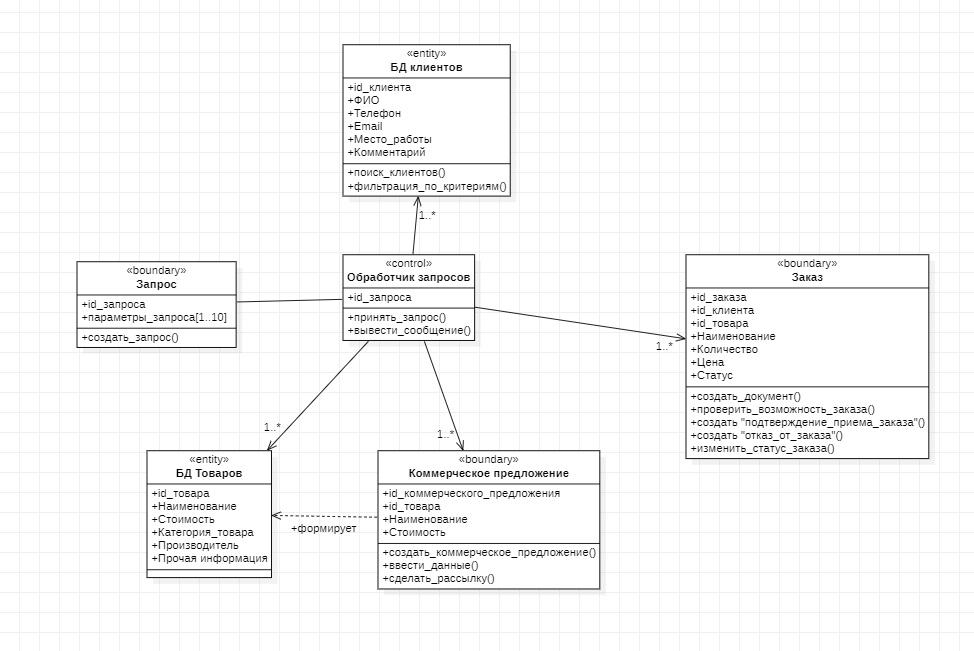 «entity»
БД клиентов
+id_клиента
+ФИО
+Телефон
+Email
+Место_работы
+Комментарий
+поиск_клиентов()
+фильтрация_по_критериям()
1..*
«boundary»
Запрос
+id_запроса
+параметры_запроса[1..10]
+создать_запрос()
«control»
Обработчик запросов
+id_запроса
+принять_запрос()
+вывести_сообщение()
«boundary»
Заказ
+id_заказа
+id_клиента
+id_товара
+Наименование
+Количество
+Цена
+Статус
+создать_документ()
+проверить_возможность_заказа()
+создать "подтверждение_приема_заказа"()
+создать "отказ_от_заказа"()
+изменить_статус_заказа()
1..*
1..*
1..*
«entity»
БД Товаров
+id_товара
+Наименование
+Стоимость
+Категория_товара
+Производитель
+Прочая информация
+формирует
«boundary»
Коммерческое предложение
+id_коммерческого_предложения
+id_товара
+Наименование
+Стоимость
+создать_коммерческое_предложение()
+ввести_данные()
+сделать_рассылку()